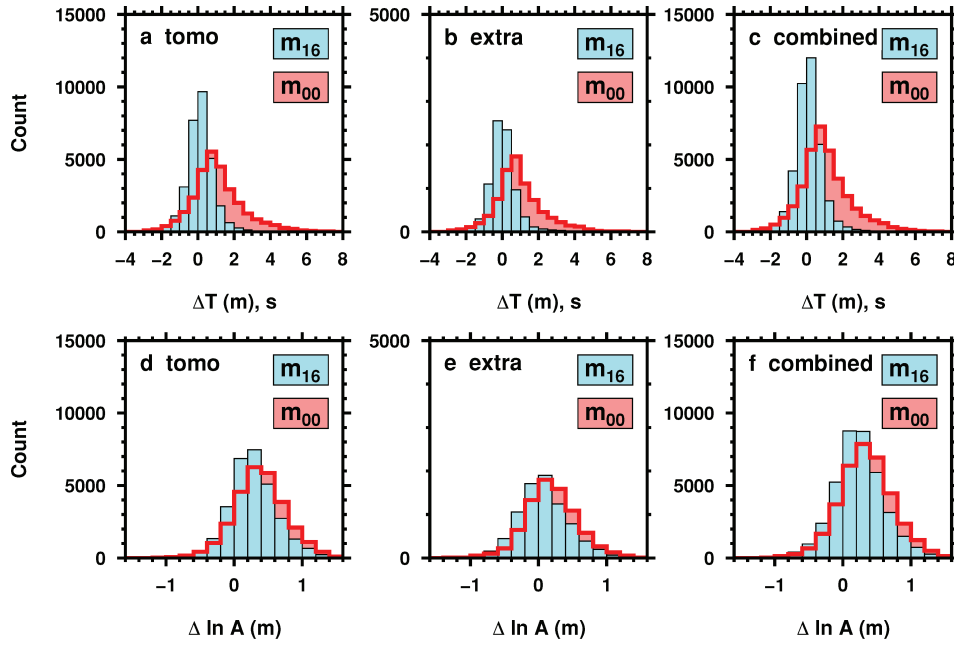 a tomo
m16
m00
Count
15000
10000
5000
0
−4 −2 0 2 4 6 8
ΔT (m), s
b extra
m16
m00
5000
0
−4 −2 0 2 4 6 8
ΔT (m), s
c combined
m16
m00
15000
10000
5000
0
−4 −2 0 2 4 6 8
ΔT (m), s
d tomo
m16
m00
Count
15000
10000
5000
0
−1 0 1
Δ ln A (m)
e extra
m16
m00
5000
0
−1 0 1
Δ ln A (m)
f combined
m16
m00
15000
10000
5000
0
−1 0 1
Δ ln A (m)